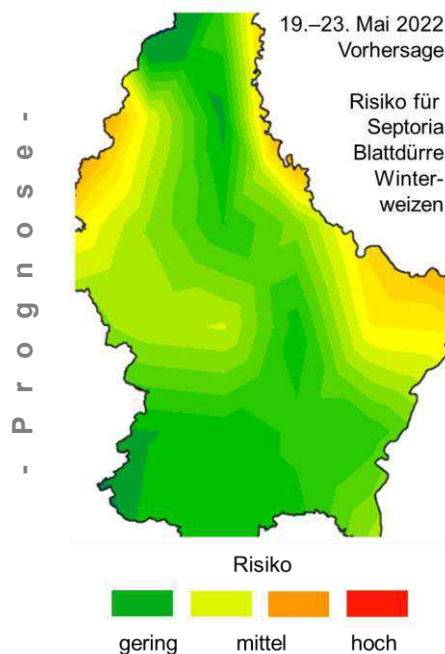 - P r o g n o s e -
19.–23. Mai 2022
Vorhersage
Risiko für
Septoria
Blattdürre
Winter-
weizen
Risiko
gering mittel hoch